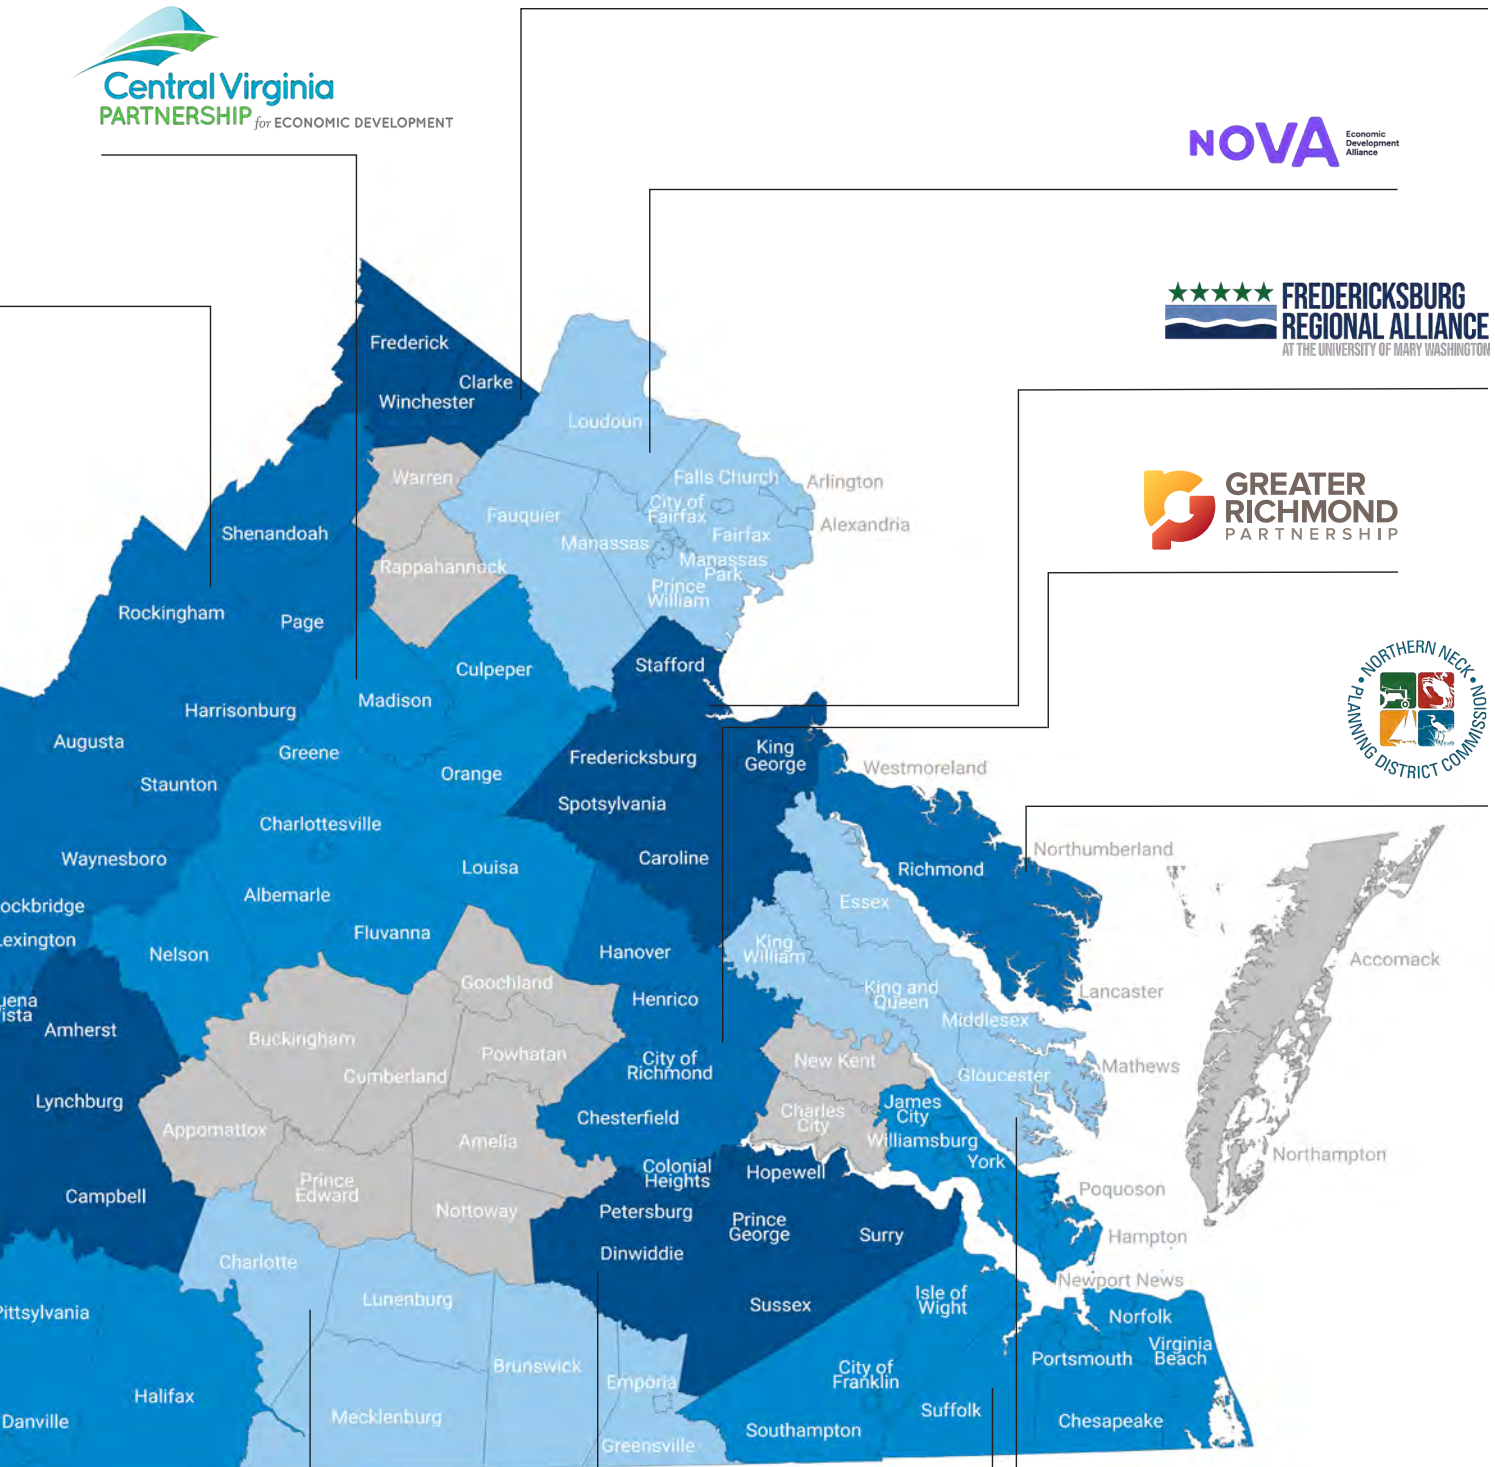 Central Virginia
PARTNERSHIP for ECONOMIC DEVELOPMENT
NOVA
Economic
Development
Alliance
FREDERICKSBURG
REGIONAL ALLIANCE
AT THE UNIVERSITY OF MARY WASHINGTON
GREATER
RICHMOND
PARTNERSHIP
• NORTHERN NECK •
PLANNING DISTRICT COMMISSION
Frederick
Clarke
Winchester
Loudoun
Warren
Falls Church
Arlington
City of
Fairfax
Fauquier
Alexandria
Shenandoah
Fairfax
Manassas
Manassas
Park
Rappahannock
Prince
William
Rockingham
Page
Stafford
Culpeper
Madison
Harrisonburg
Augusta
Greene
King
George
Fredericksburg
Westmoreland
Orange
Staunton
Spotsylvania
Charlottesville
Northumberland
Waynesboro
Caroline
Louisa
Richmond
Albemarle
Essex
ockbridge
Fluvanna
Lexington
King
William
Hanover
Nelson
Accomack
Goochland
King and
Queen
Lancaster
Henrico
uena
ista
Middlesex
Amherst
Buckingham
Powhatan
New Kent
City of
Richmond
Mathews
Cumberland
Gloucester
Lynchburg
James
City
Chesterfield
Charles
City
Appomattox
Amelia
Williamsburg
Northampton
York
Colonial
Heights
Hopewell
Prince
Edward
Poquoson
Campbell
Nottoway
Petersburg
Prince
George
Surry
Hampton
Dinwiddie
Charlotte
Newport News
Lunenburg
Isle of
Wight
Sussex
Pittsylvania
Norfolk
Virginia
Beach
Portsmouth
Brunswick
City of
Franklin
Emporia
Halifax
Suffolk
Mecklenburg
Danville
Chesapeake
Southampton
Greensville